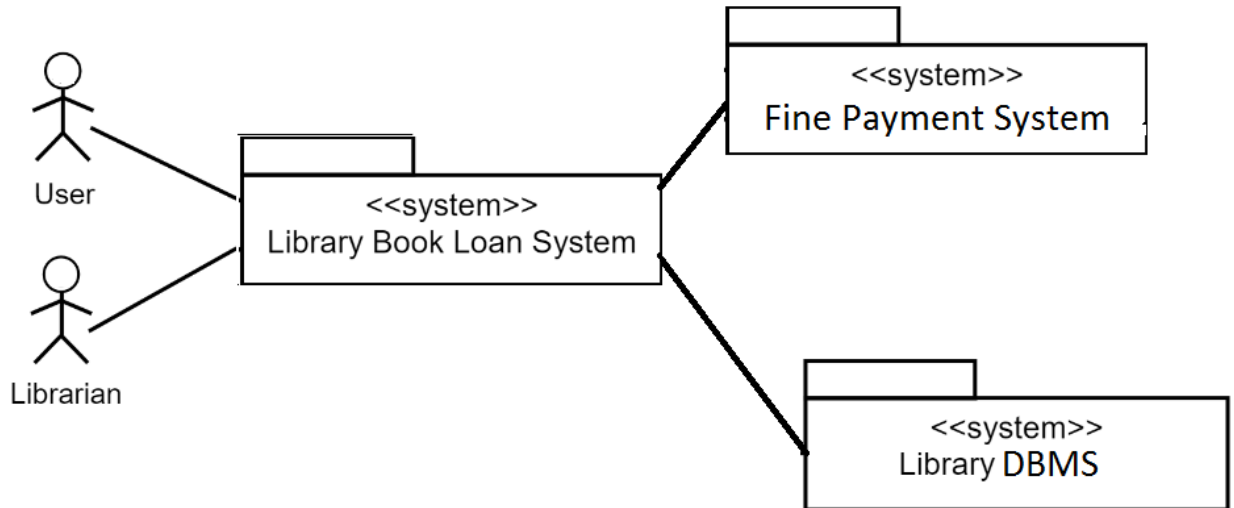 <<system>>
Fine Payment System
User
<<system>>
Library Book Loan System
Librarian
<<system>>
Library DBMS